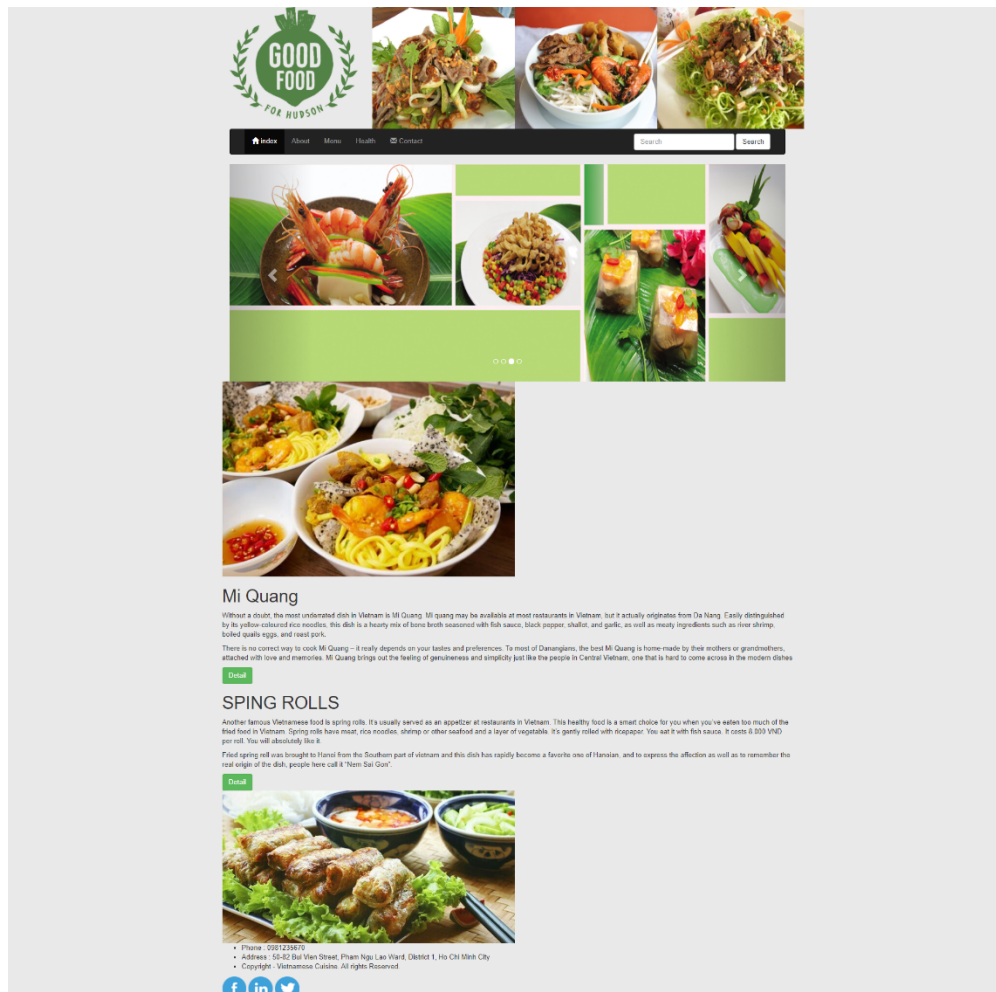 GOOD
FOOD
FOR HUDSON
Index About Menu Health Contact Search Search
Mi Quang
Without a doubt, the most underrated dish in Vietnam is Mi Quang. Mi quang may be available at most restaurants in Vietnam, but it actually originates from Da Nang. Easily distinguished
by its yellow-coloured rice noodles, this dish is a hearty mix of bone broth seasoned with fish sauce, black pepper, shallot, and garlic, as well as meaty ingredients such as river shrimp,
boiled quails eggs, and roast pork.
There is no correct way to cook Mi Quang – it really depends on your tastes and preferences. To most of Danangians, the best Mi Quang is home-made by their mothers or grandmothers,
attached with love and memories. Mi Quang brings out the feeling of genuineness and simplicity just like the people in Central Vietnam, one that is hard to come across in the modern dishes
Detail
SPING ROLLS
Another famous Vietnamese food is spring rolls. It's usually served as an appetizer at restaurants in Vietnam. This healthy food is a smart choice for you when you've eaten too much of the
fried food in Vietnam. Spring rolls have meat, rice noodles, shrimp or other seafood and a layer of vegetable. It's gently rolled with ricepaper. You eat it with fish sauce. It costs 8.000 VND
per roll. You will absolutely like it
Fried spring roll was brought to Hanoi from the Southern part of vietnam and this dish has rapidly become a favorite one of Hanoian, and to express the affection as well as to remember the
real origin of the dish, people here call it "Nem Sai Gon".
Detail
Phone : 0981235670
Address : 50-82 Bui Vien Street, Pham Ngu Lao Ward, District 1, Ho Chi Minh City
Copyright - Vietnamese Cuisine. All rights Reserved
f in